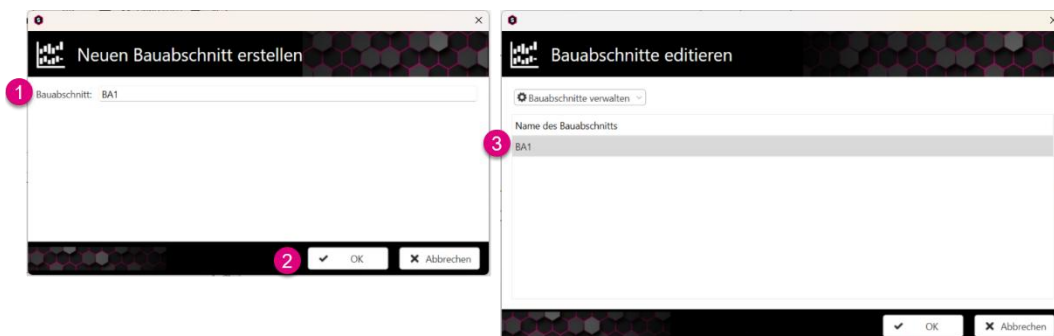 Neuen Bauabschnitt erstellen
1
Bauabschnitt: BA1
2
OK
Abbrechen
Bauabschnitte editieren
Bauabschnitte verwalten
Name des Bauabschnitts
3
BA1
OK
Abbrechen